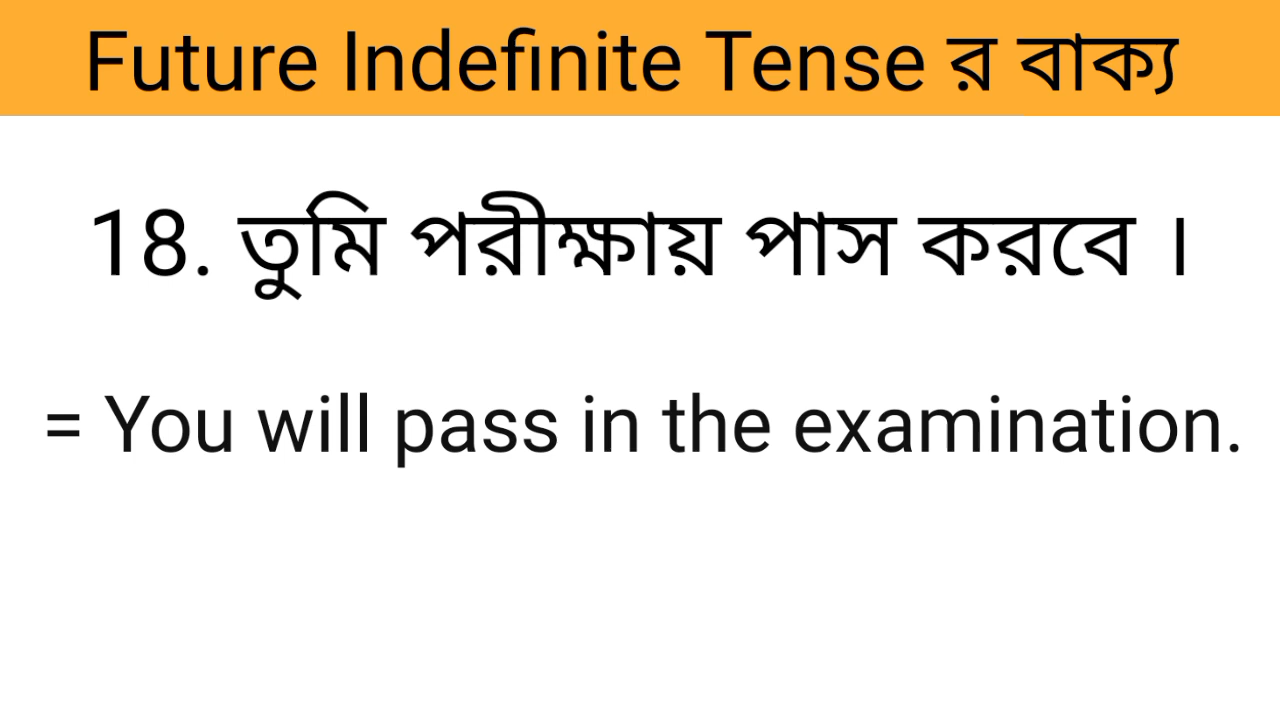 Future Indefinite Tense র বাক্য
18. তুমি পরীক্ষায় পাস করবে ।
= You will pass in the examination.